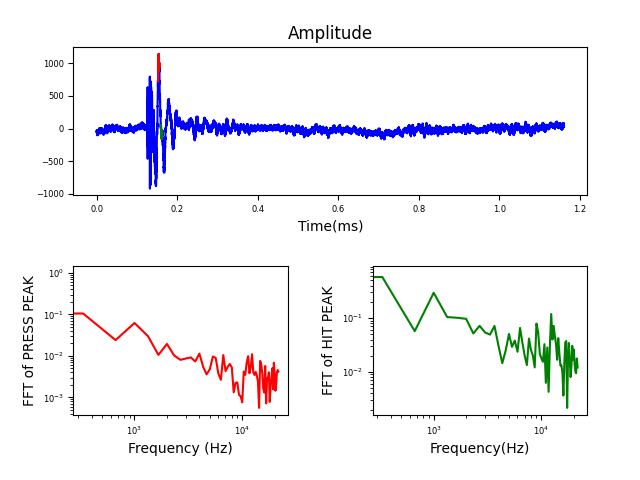 Amplitude
1000
500
0
−500
−1000
0.0 0.2 0.4 0.6 0.8 1.0 1.2
Time(ms)
FFT of PRESS PEAK
10⁰
10⁻¹
10⁻²
10⁻³
10³ 10⁴
Frequency (Hz)
FFT of HIT PEAK
10⁻¹
10⁻²
10³ 10⁴
Frequency(Hz)